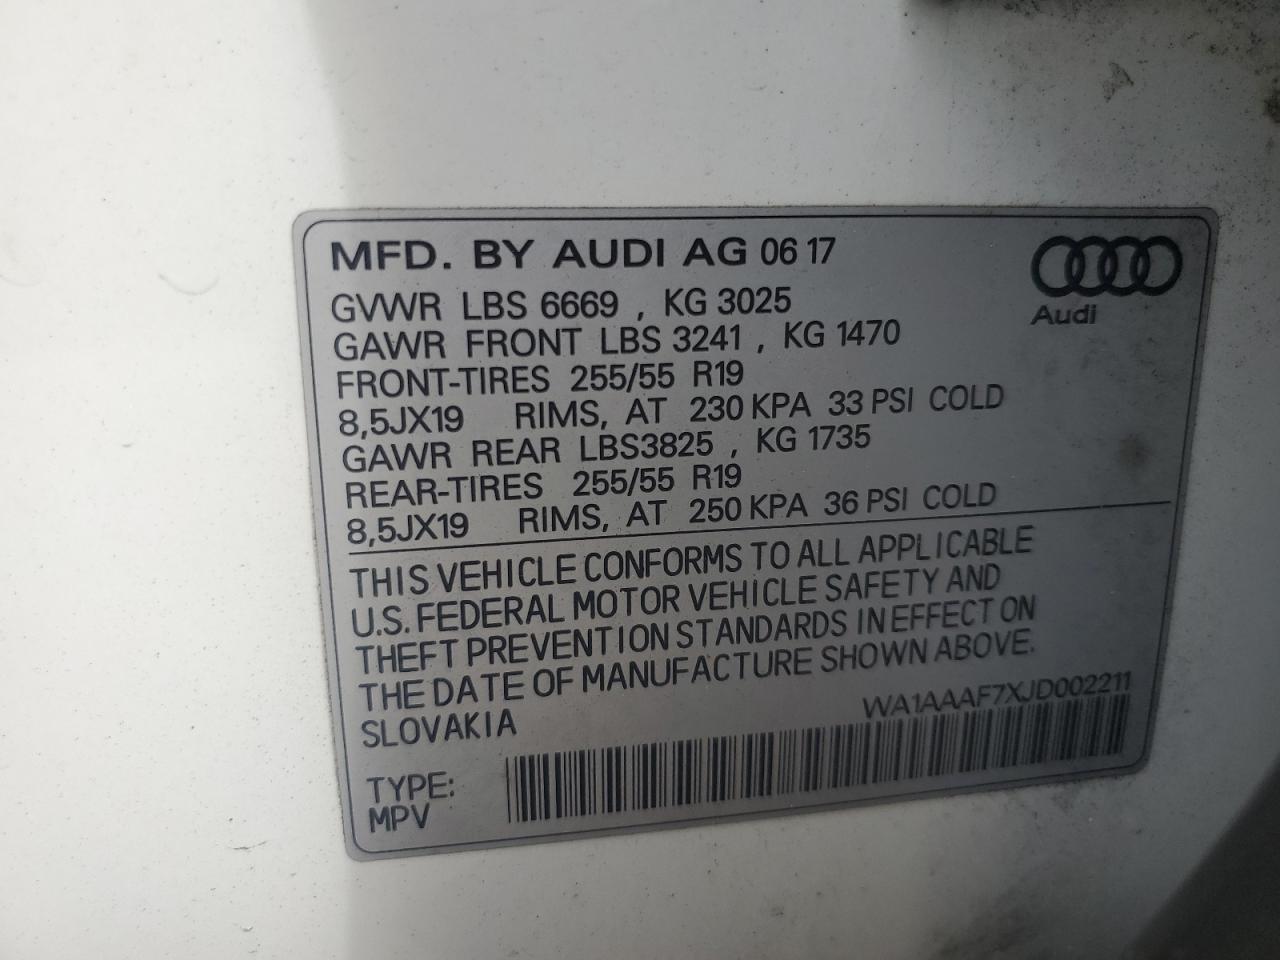 MFD. BY AUDI AG 06 17
Audi
GVWR LBS 6669 , KG 3025
GAWR FRONT LBS 3241 , KG 1470
FRONT-TIRES 255/55 R19
8,5JX19 RIMS, AT 230 KPA 33 PSI COLD
GAWR REAR LBS3825 , KG 1735
REAR-TIRES 255/55 R19
8,5JX19 RIMS, AT 250 KPA 36 PSI COLD
THIS VEHICLE CONFORMS TO ALL APPLICABLE
U.S. FEDERAL MOTOR VEHICLE SAFETY AND
THEFT PREVENTION STANDARDS IN EFFECT ON
THE DATE OF MANUFACTURE SHOWN ABOVE.
SLOVAKIA
WA1AAAF7XJD002211
TYPE:
MPV